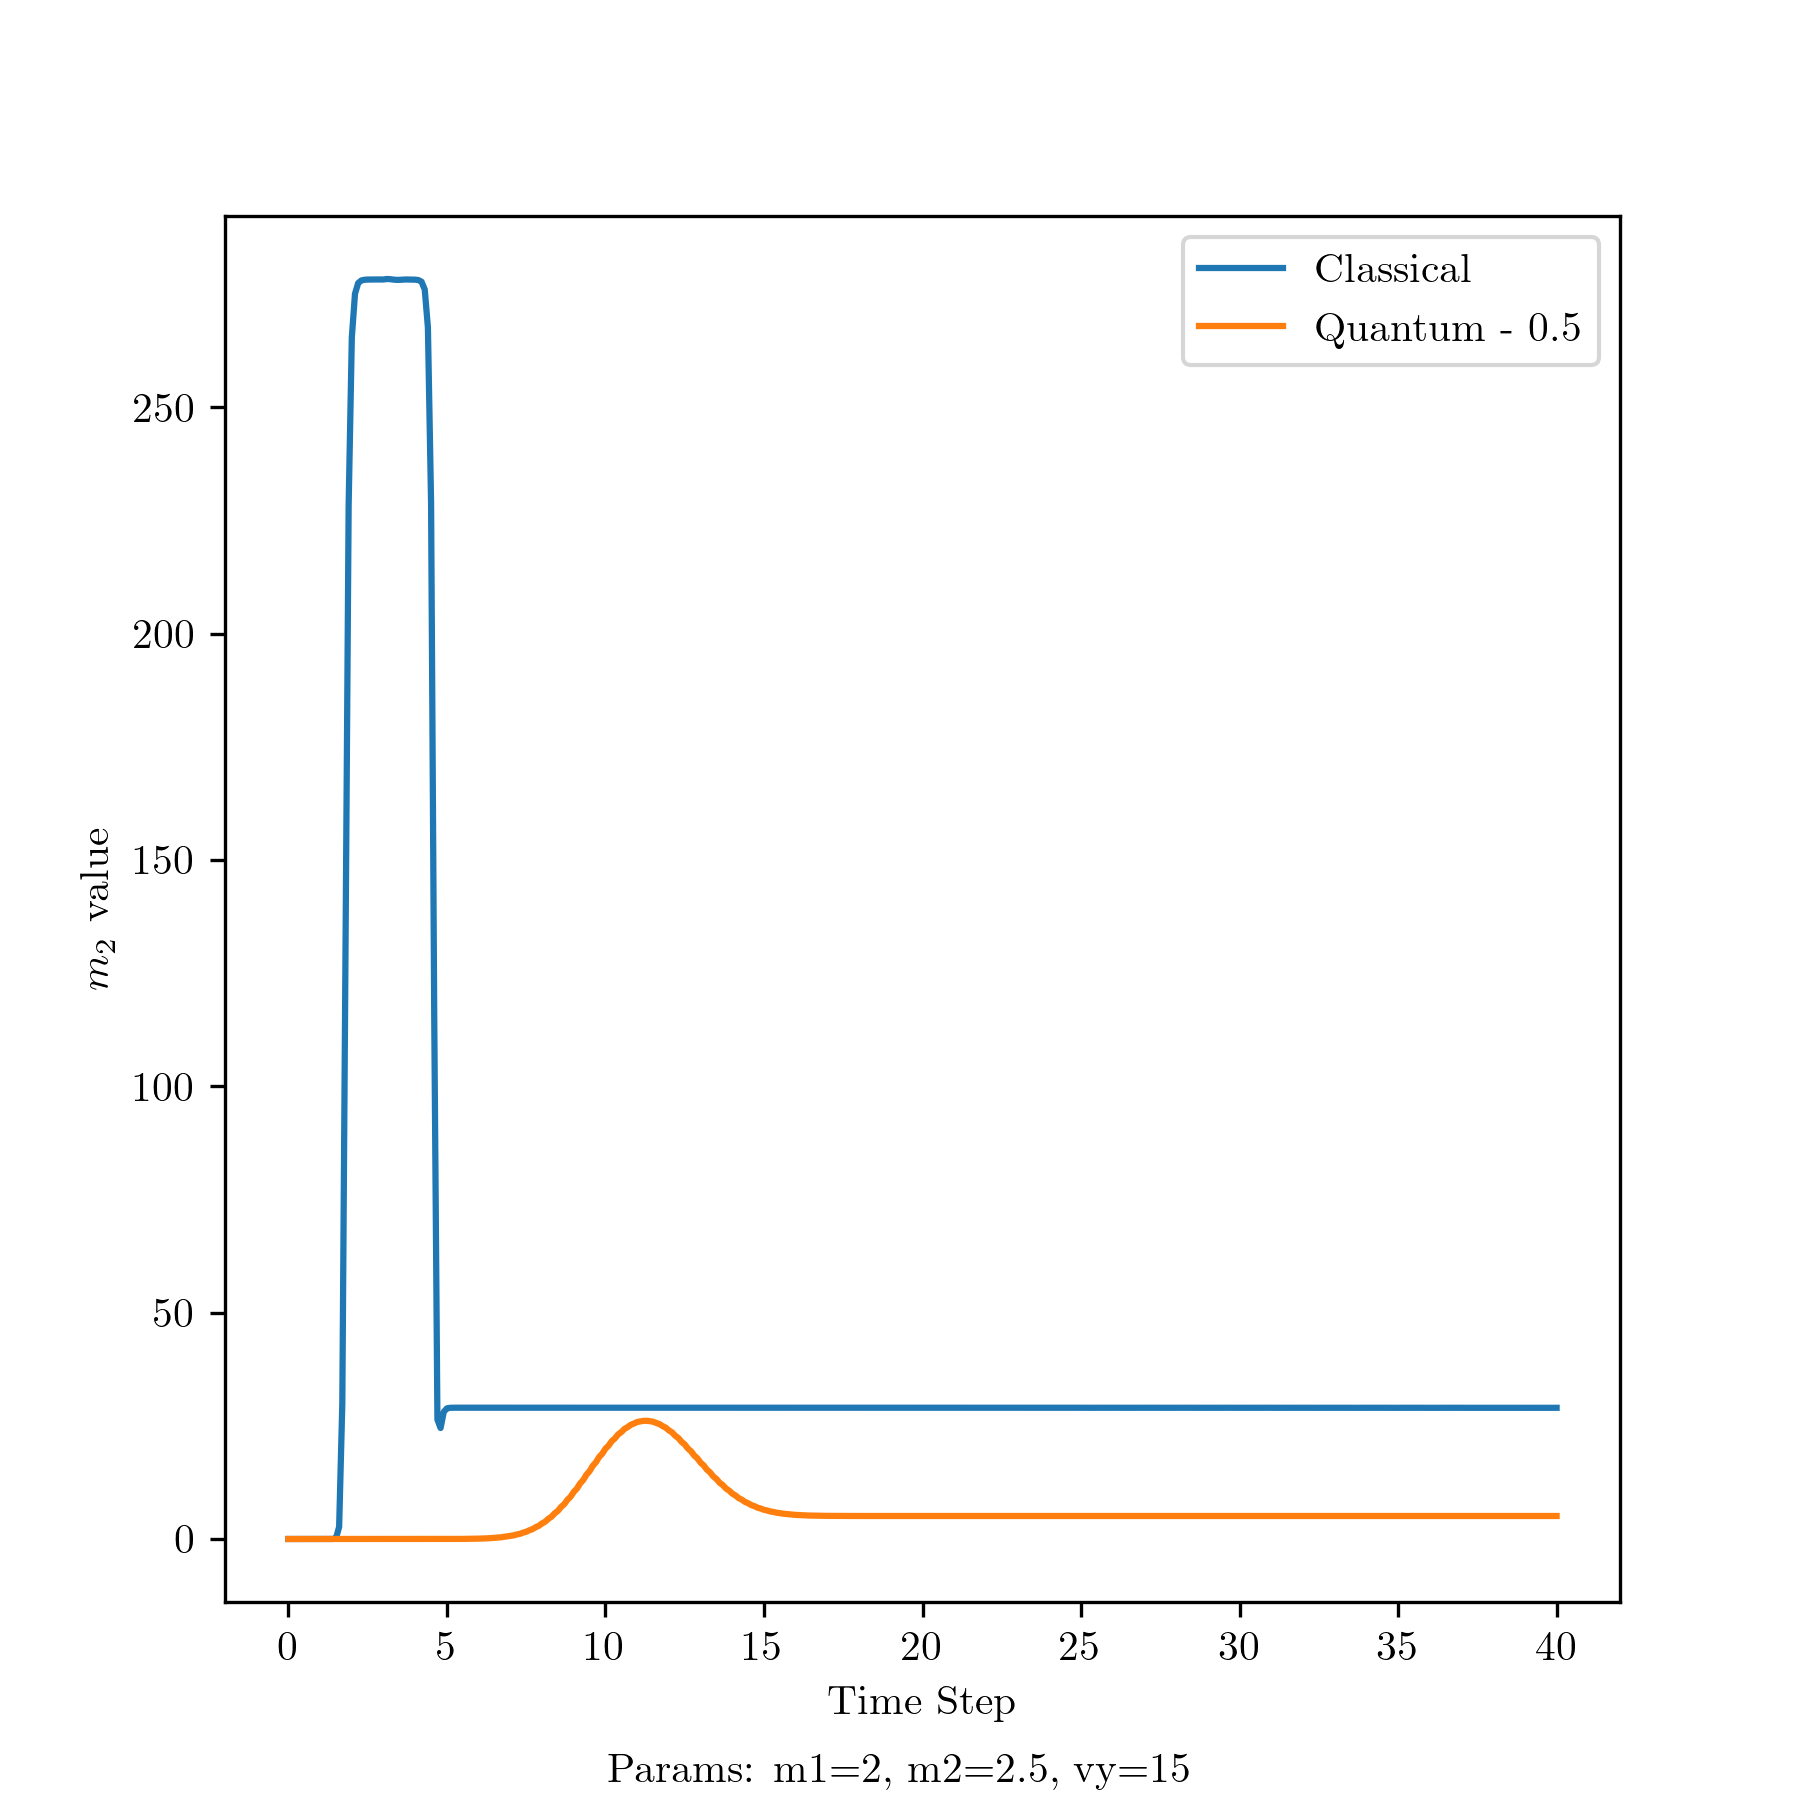 Classical
Quantum - 0.5
250
200
150
100
50
0
m₂ value
0 5 10 15 20 25 30 35 40
Time Step
Params: m1=2, m2=2.5, vy=15